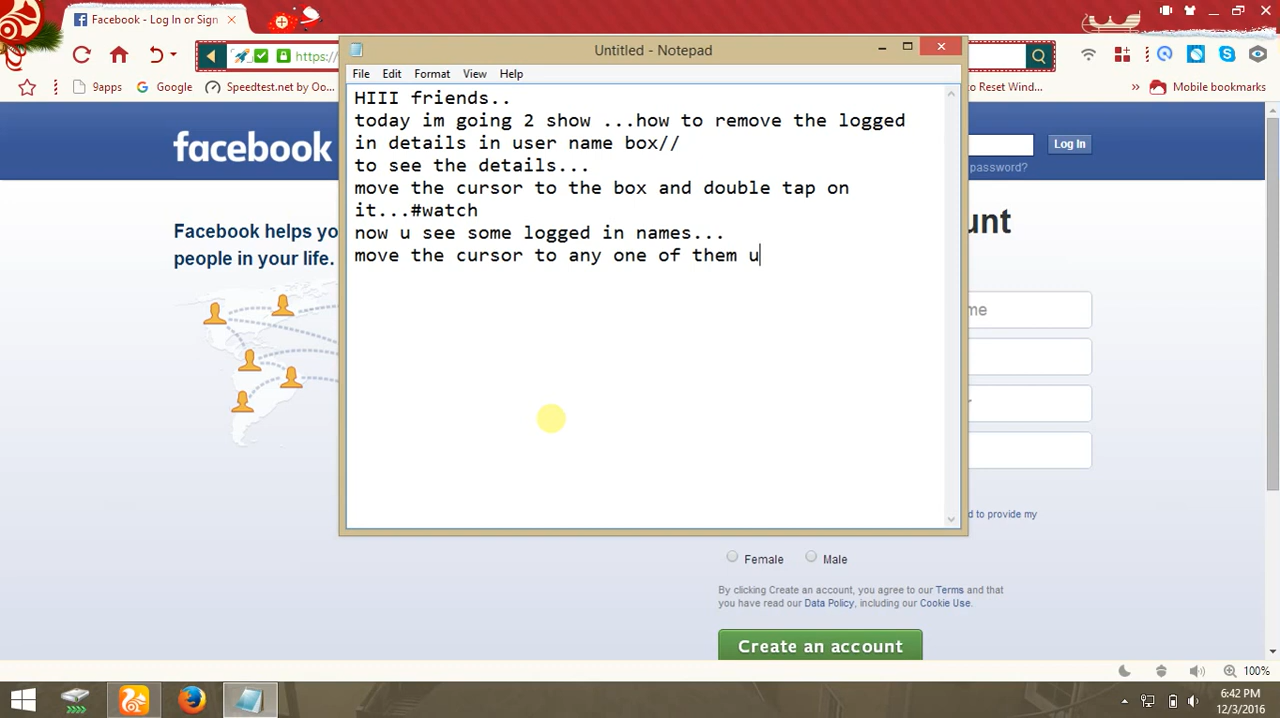 Facebook - Log In or Sign
https://
9apps
Google
Speedtest.net by Oo...
to Reset Wind...
Mobile bookmarks
Untitled - Notepad
File Edit Format View Help
HIII friends..
today im going 2 show ...how to remove the logged
in details in user name box//
to see the details...
move the cursor to the box and double tap on
it...#watch
now u see some logged in names...
move the cursor to any one of them u
facebook
Log In
password?
Facebook helps yo
people in your life.
unt
me
r
d to provide my
Female
Male
By clicking Create an account, you agree to our Terms and that
you have read our Data Policy, including our Cookie Use.
Create an account
100%
6:42 PM
12/3/2016